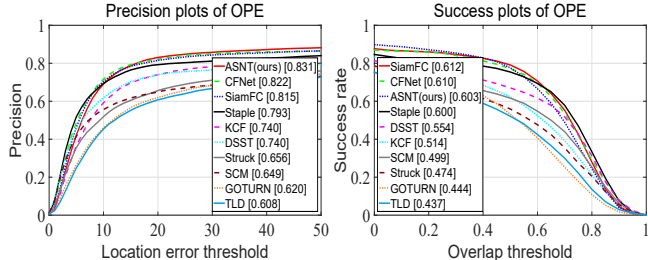 Precision plots of OPE
Precision
1
0.8
0.6
0.4
0.2
0
0 10 20 30 40 50
Location error threshold
ASNT(ours) [0.831]
CFNet [0.822]
SiamFC [0.815]
Staple [0.793]
KCF [0.740]
DSST [0.740]
Struck [0.656]
SCM [0.649]
GOTURN [0.620]
TLD [0.608]
Success plots of OPE
Success rate
1
0.8
0.6
0.4
0.2
0
0 0.2 0.4 0.6 0.8 1.0
Overlap threshold
SiamFC [0.612]
CFNet [0.610]
ASNT(ours) [0.603]
Staple [0.600]
DSST [0.554]
KCF [0.514]
SCM [0.499]
Struck [0.474]
GOTURN [0.444]
TLD [0.437]